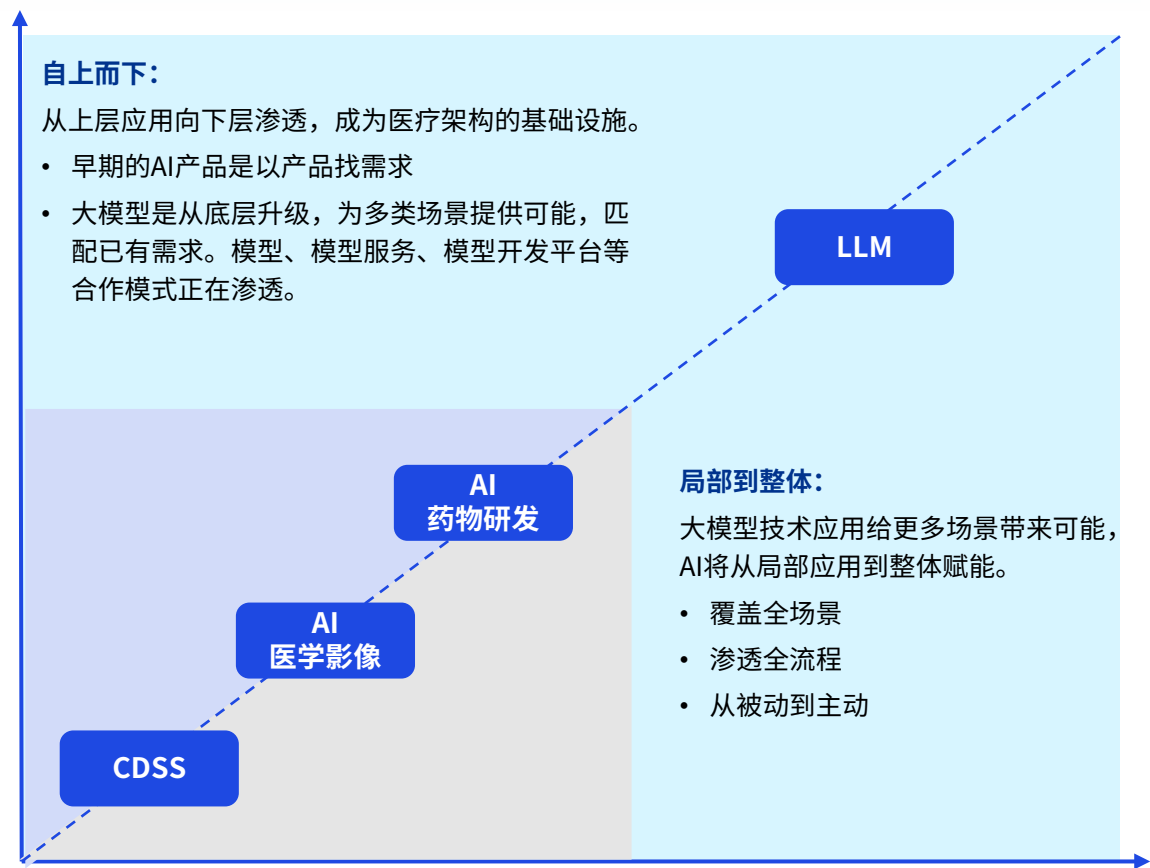 自上而下：
从上层应用向下层渗透，成为医疗架构的基础设施。
• 早期的AI产品是以产品找需求
• 大模型是从底层升级，为多类场景提供可能，匹
配已有需求。模型、模型服务、模型开发平台等
合作模式正在渗透。
LLM
AI
药物研发
局部到整体：
大模型技术应用给更多场景带来可能，
AI将从局部应用到整体赋能。
• 覆盖全场景
• 渗透全流程
• 从被动到主动
AI
医学影像
CDSS